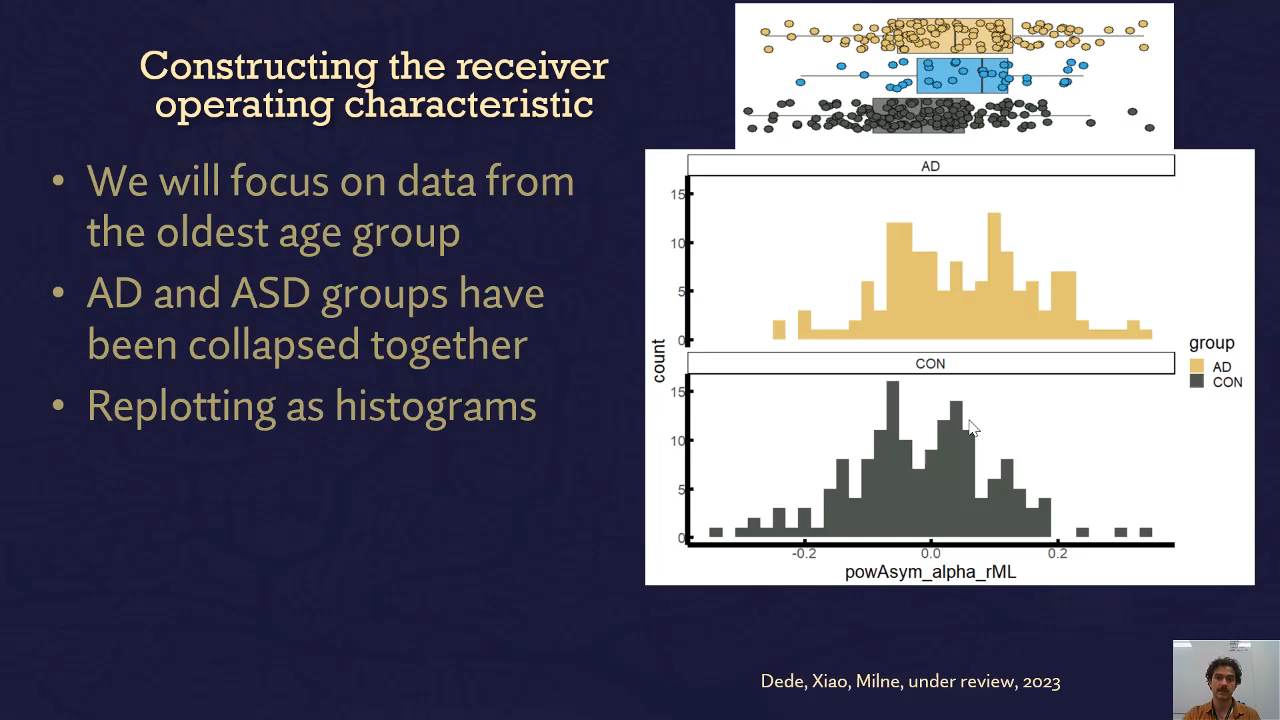 Constructing the receiver
operating characteristic
• We will focus on data from
the oldest age group
• AD and ASD groups have
been collapsed together
• Replotting as histograms
AD
15
10
5
0
count
CON
15
10
5
0
-0.2 0.0 0.2
powAsym_alpha_rML
group
AD
CON
Dede, Xiao, Milne, under review, 2023